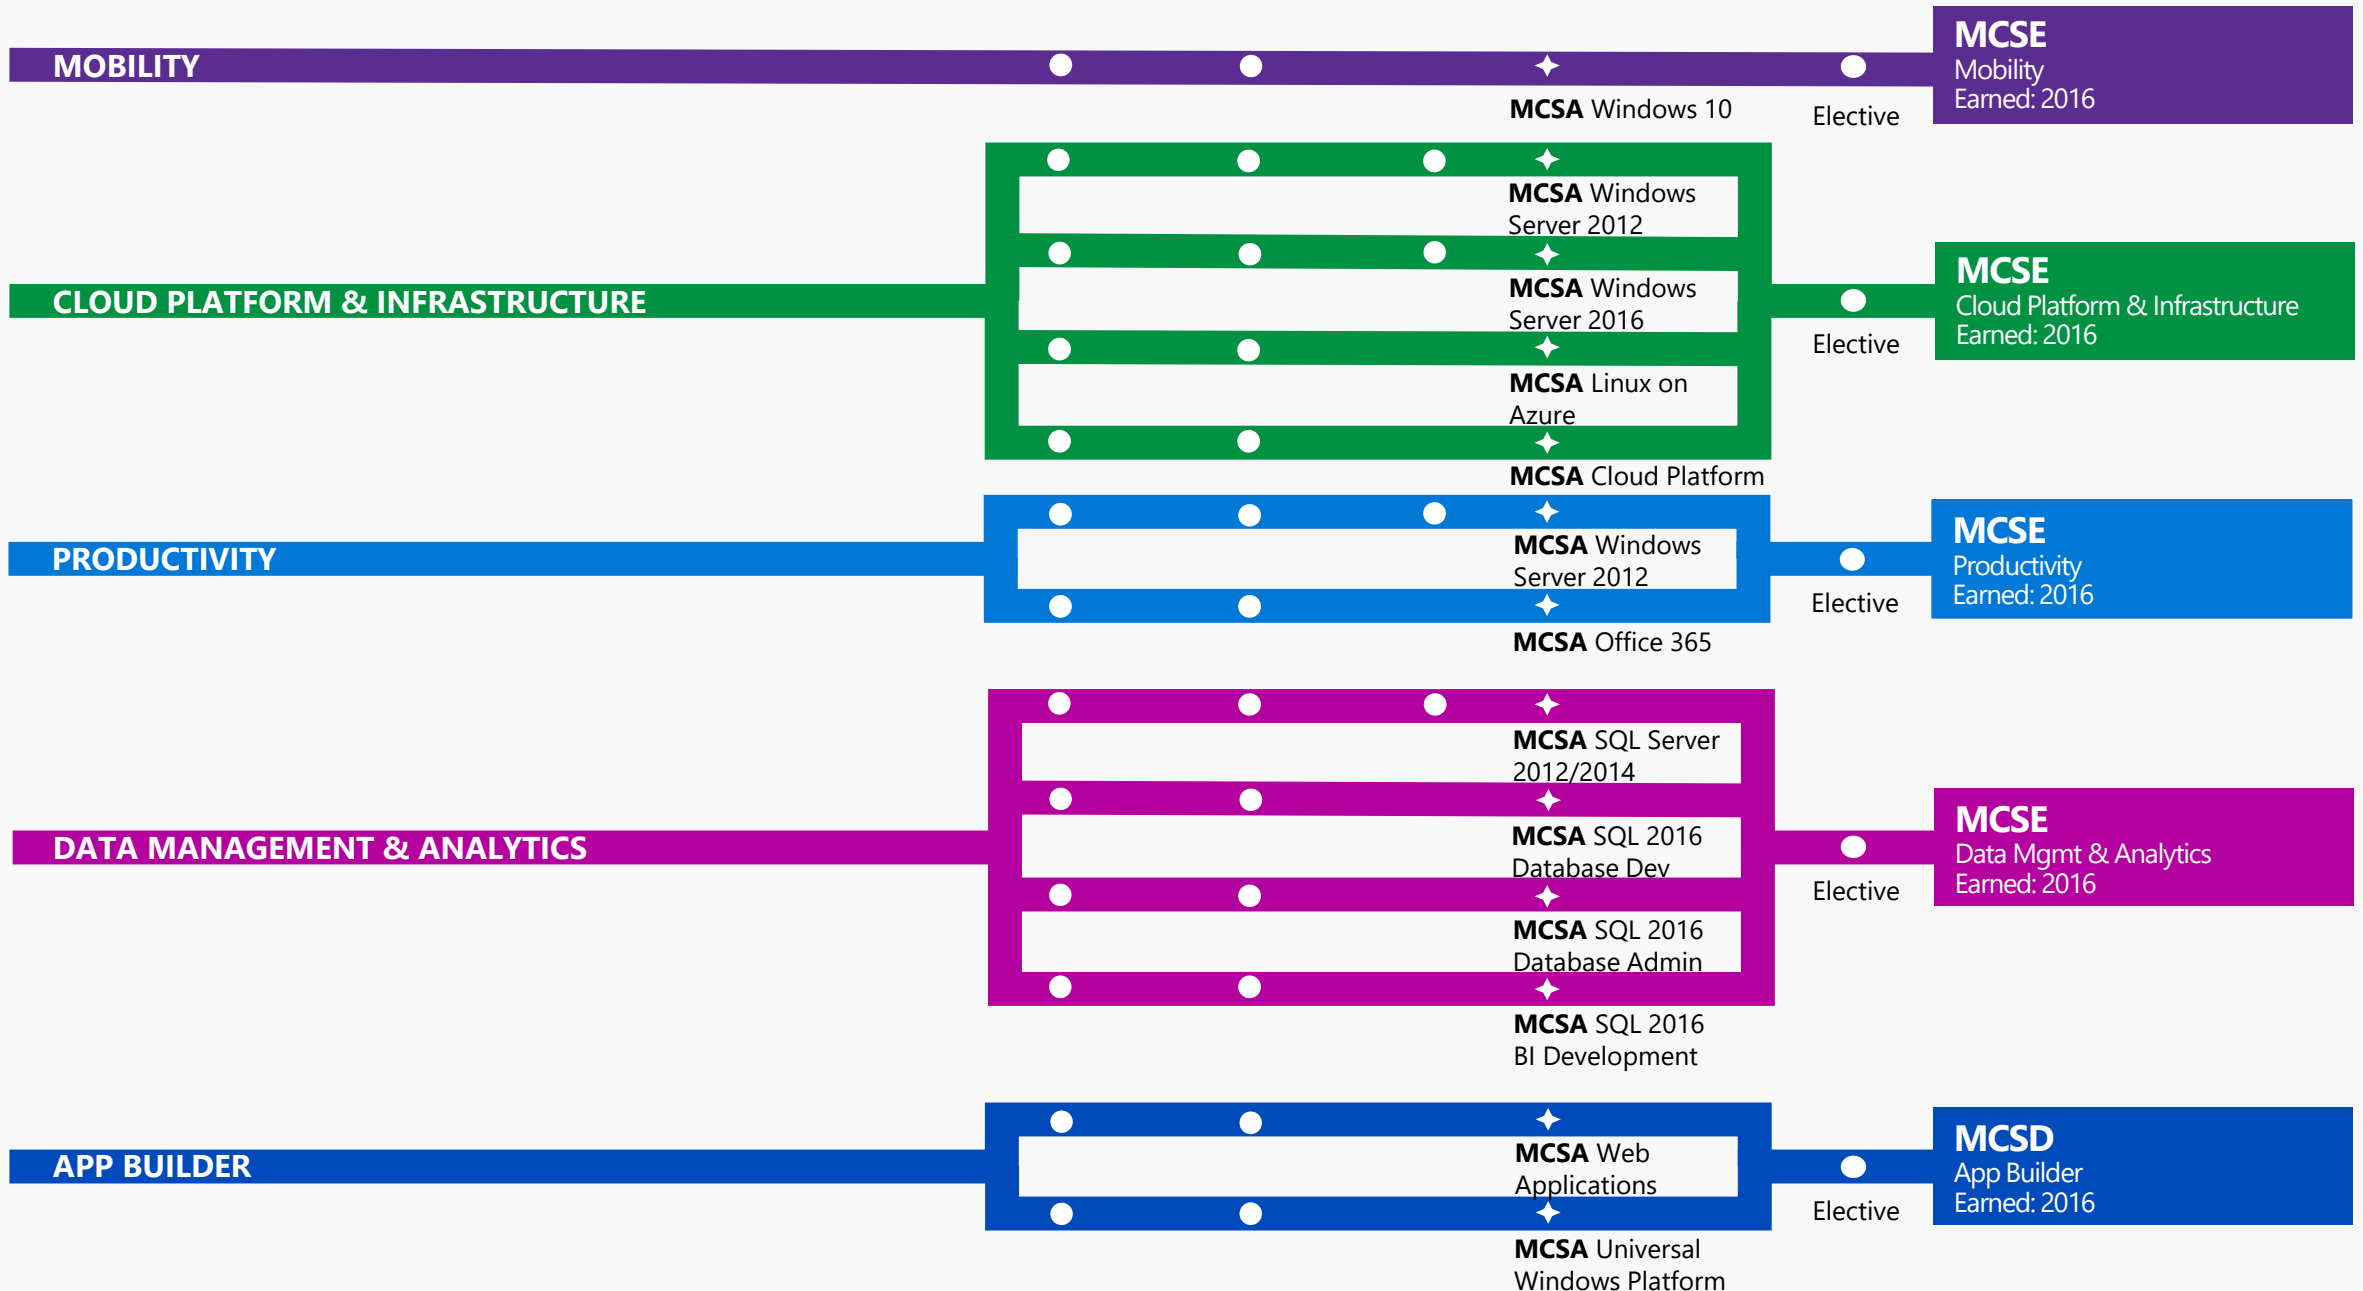 MOBILITY
MCSA Windows 10
Elective
MCSE
Mobility
Earned: 2016
CLOUD PLATFORM & INFRASTRUCTURE
MCSA Windows
Server 2012
MCSA Windows
Server 2016
MCSA Linux on
Azure
MCSA Cloud Platform
Elective
MCSE
Cloud Platform & Infrastructure
Earned: 2016
PRODUCTIVITY
MCSA Windows
Server 2012
MCSA Office 365
Elective
MCSE
Productivity
Earned: 2016
DATA MANAGEMENT & ANALYTICS
MCSA SQL Server
2012/2014
MCSA SQL 2016
Database Dev
MCSA SQL 2016
Database Admin
MCSA SQL 2016
BI Development
Elective
MCSE
Data Mgmt & Analytics
Earned: 2016
APP BUILDER
MCSA Web
Applications
MCSA Universal
Windows Platform
Elective
MCSD
App Builder
Earned: 2016